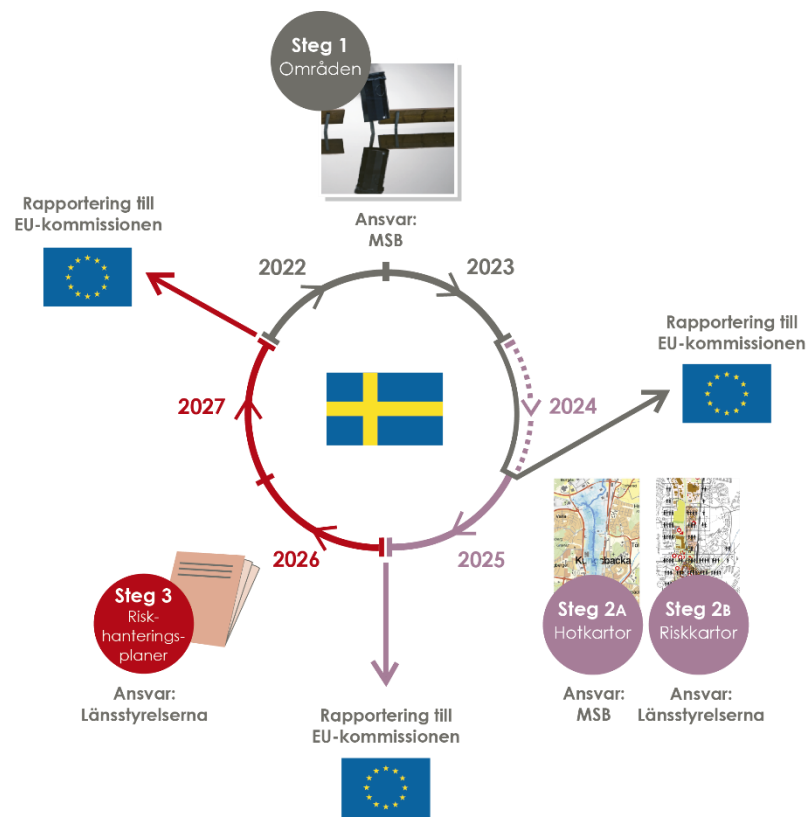 Steg 1
Områden
Ansvar:
MSB
Rapportering till
EU-kommissionen
2022
2023
Rapportering till
EU-kommissionen
2027
2024
2026
2025
Steg 3
Risk-
hanterings-
planer
Ansvar:
Länsstyrelserna
Steg 2A
Hotkartor
Ansvar:
MSB
Steg 2B
Riskkartor
Ansvar:
Länsstyrelserna
Rapportering till
EU-kommissionen